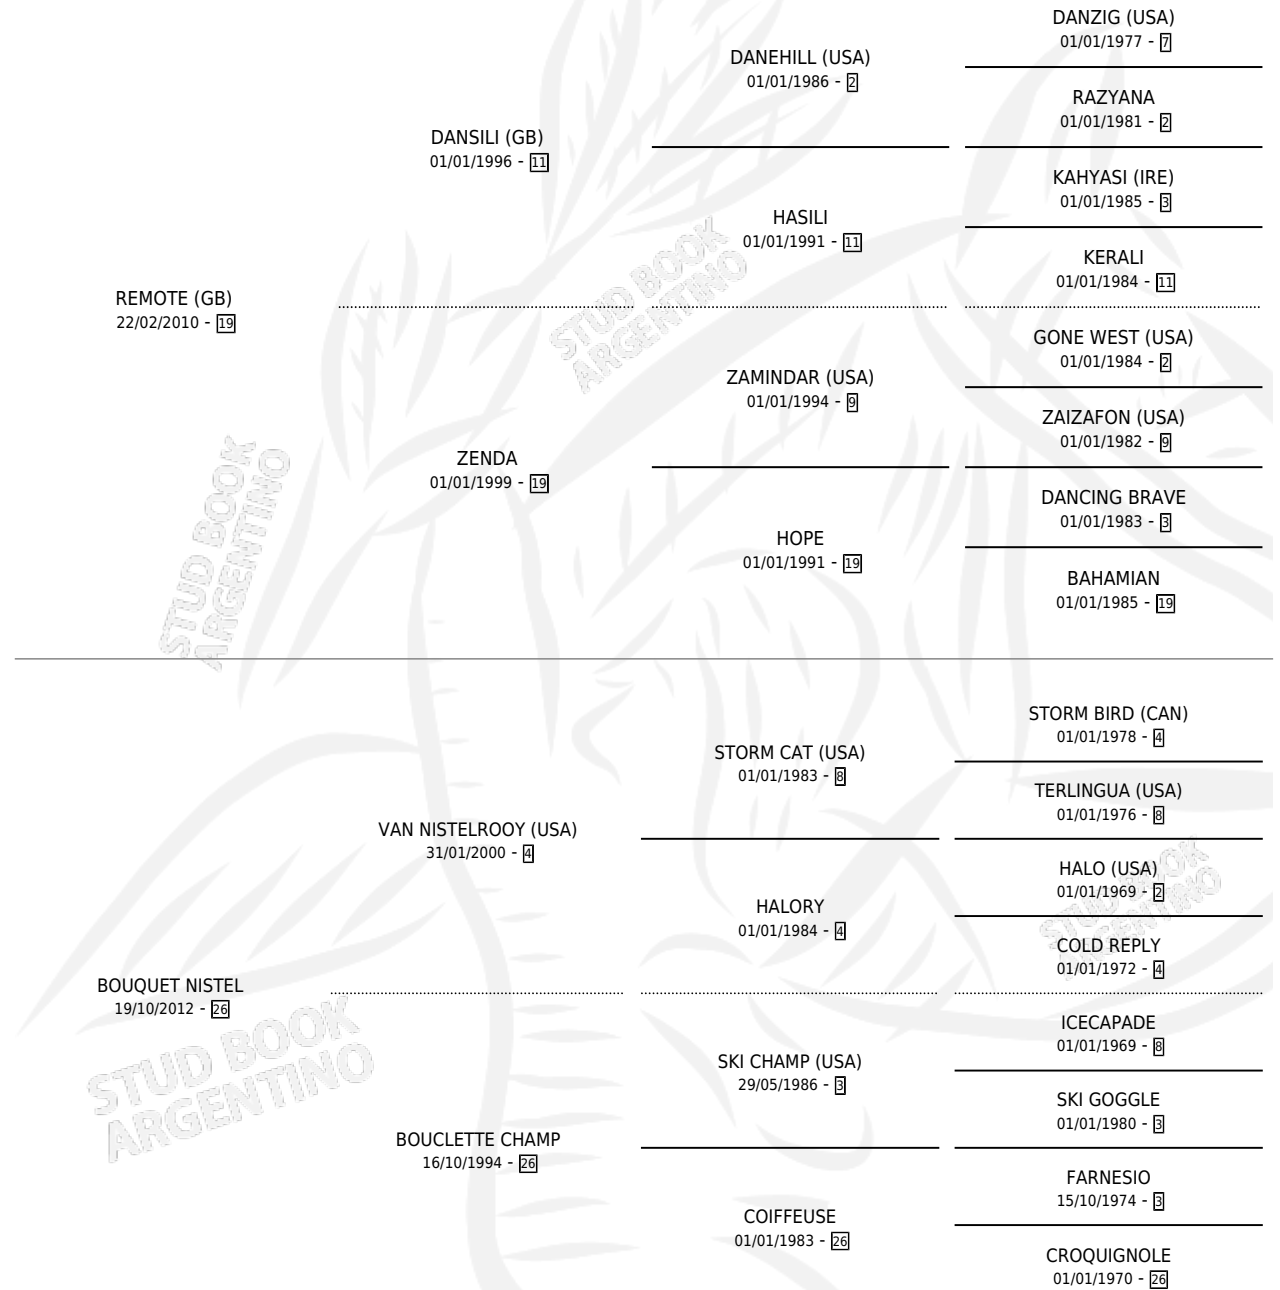 DANZIG (USA)
01/01/1977 - 7
DANEHILL (USA)
01/01/1986 - 2
RAZYANA
01/01/1981 - 2
DANSILI (GB)
01/01/1996 - 11
KAHYASI (IRE)
01/01/1985 - 3
HASILI
01/01/1991 - 11
KERALI
01/01/1984 - 11
REMOTE (GB)
22/02/2010 - 19
GONE WEST (USA)
01/01/1984 - 2
ZAMINDAR (USA)
01/01/1994 - 9
ZAIZAFON (USA)
01/01/1982 - 9
ZENDA
01/01/1999 - 19
DANCING BRAVE
01/01/1983 - 3
HOPE
01/01/1991 - 19
BAHAMIAN
01/01/1985 - 19
STORM BIRD (CAN)
01/01/1978 - 4
STORM CAT (USA)
01/01/1983 - 8
TERLINGUA (USA)
01/01/1976 - 8
VAN NISTELROOY (USA)
31/01/2000 - 4
HALO (USA)
01/01/1969 - 2
HALORY
01/01/1984 - 4
COLD REPLY
01/01/1972 - 4
BOUQUET NISTEL
19/10/2012 - 26
ICECAPADE
01/01/1969 - 8
SKI CHAMP (USA)
29/05/1986 - 3
SKI GOGGLE
01/01/1980 - 3
BOUCLETTE CHAMP
16/10/1994 - 26
FARNESIO
15/10/1974 - 3
COIFFEUSE
01/01/1983 - 26
CROQUIGNOLE
01/01/1970 - 26
STUD BOOK
ARGENTINO
STUD BOOK
ARGENTINO
STUD BOOK
ARGENTINO
STUD BOOK
ARGENTINO